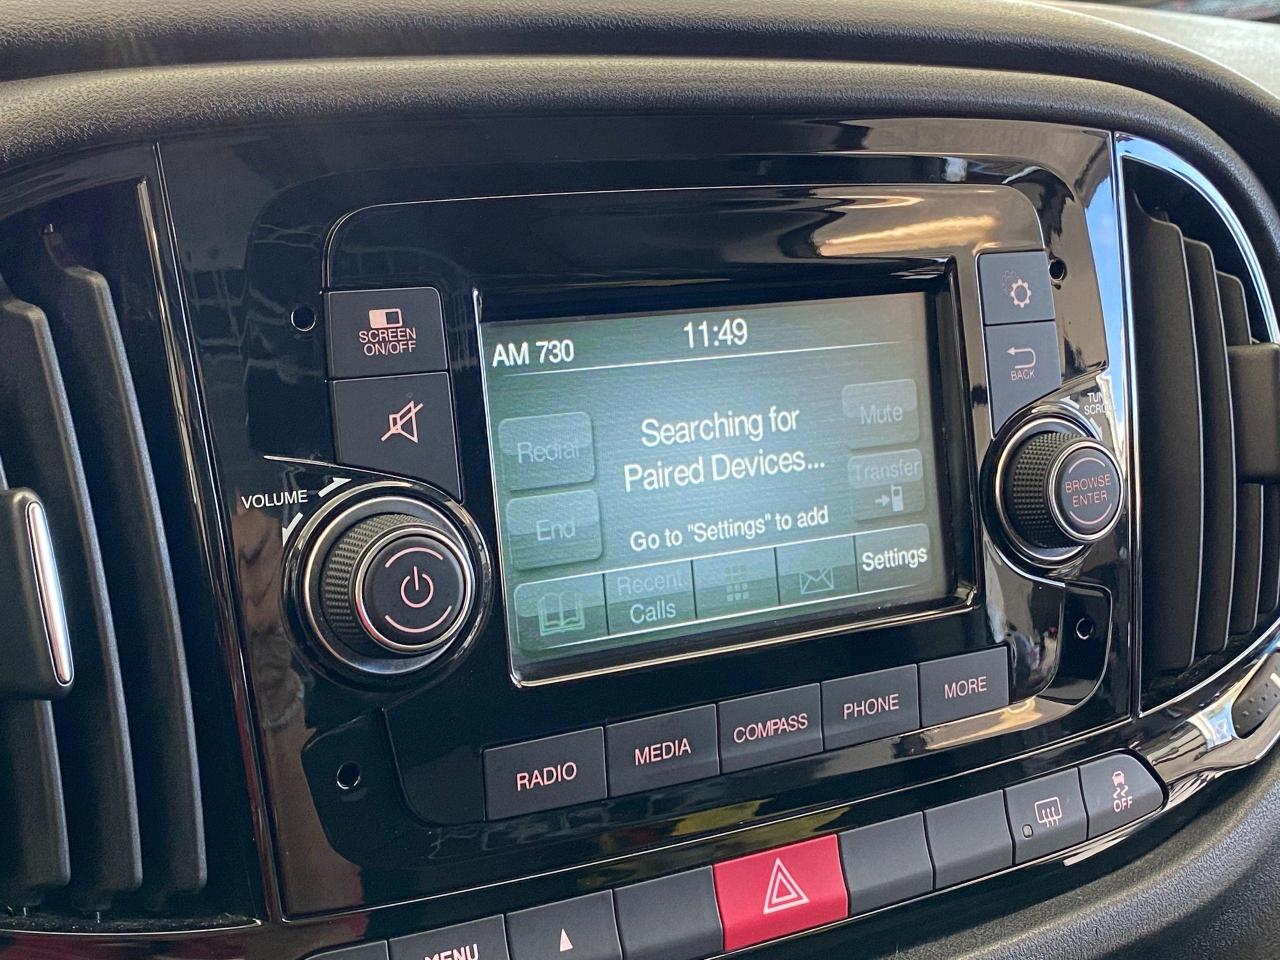 SCREEN
ON/OFF
VOLUME
AM 730
11:49
Redial
Searching for
Paired Devices...
Mute
Transfer
End
Go to "Settings" to add
Recent
Calls
Settings
BACK
BROWSE
ENTER
RADIO
MEDIA
COMPASS
PHONE
MORE
MENU
OFF